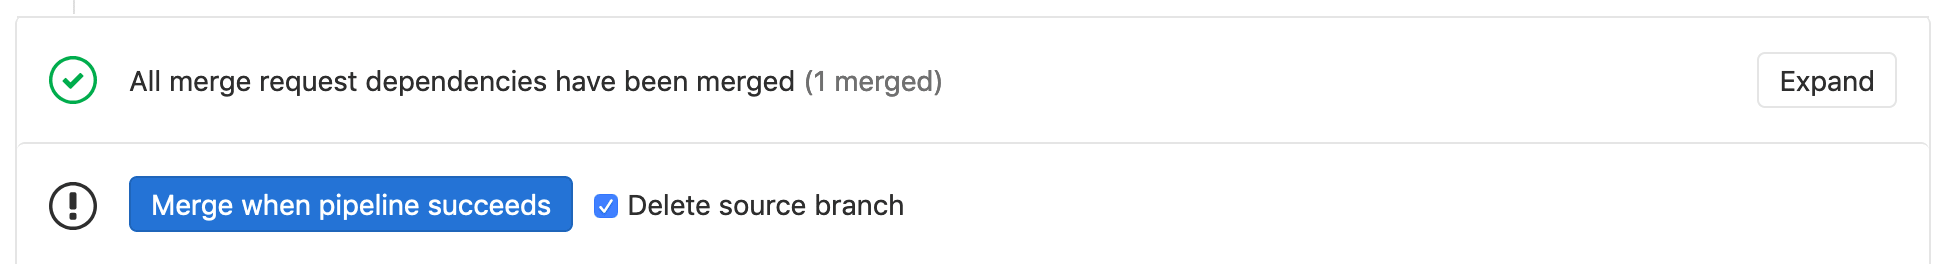 All merge request dependencies have been merged (1 merged)
Expand
Merge when pipeline succeeds
Delete source branch